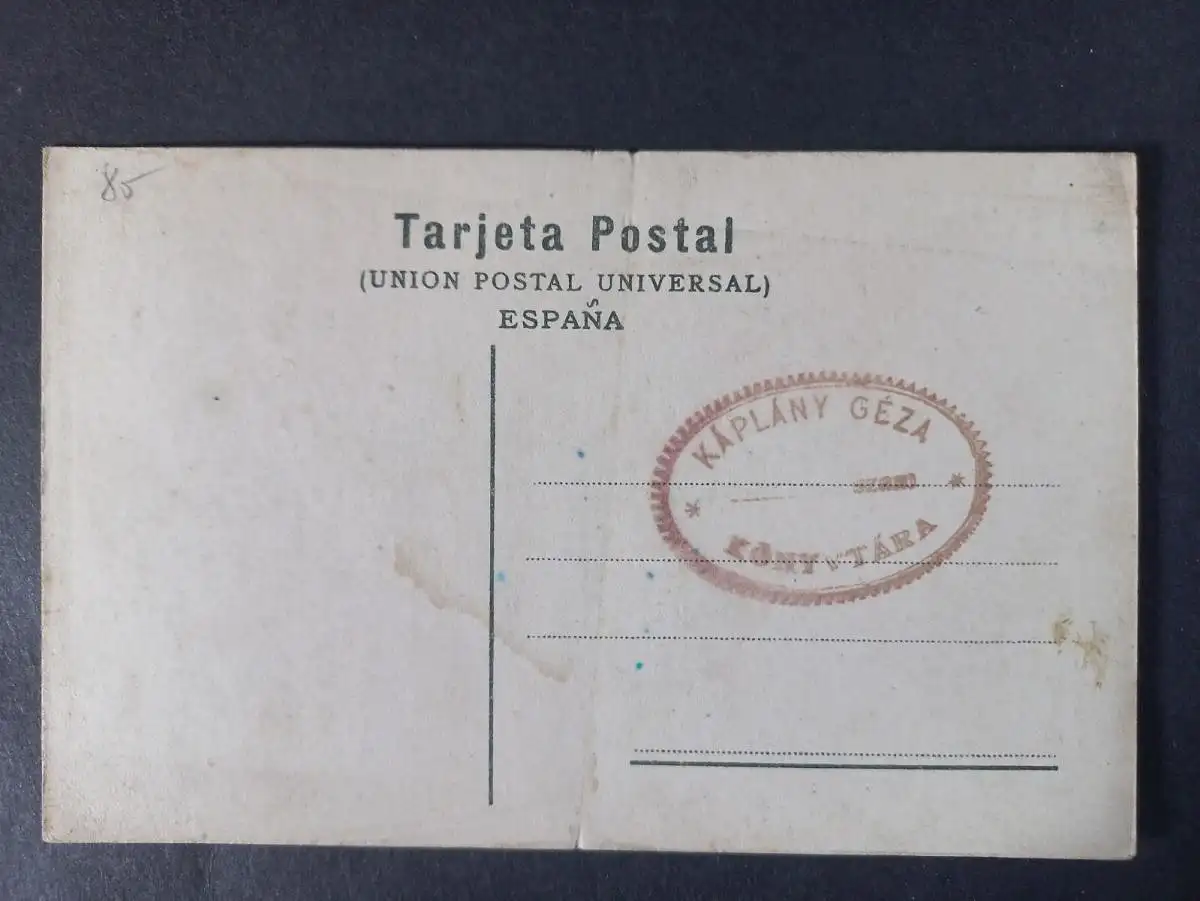 85
Tarjeta Postal
(UNION POSTAL UNIVERSAL)
ESPAÑA
KÁPLÁNY GÉZA
* *
KÖNYVTÁRA